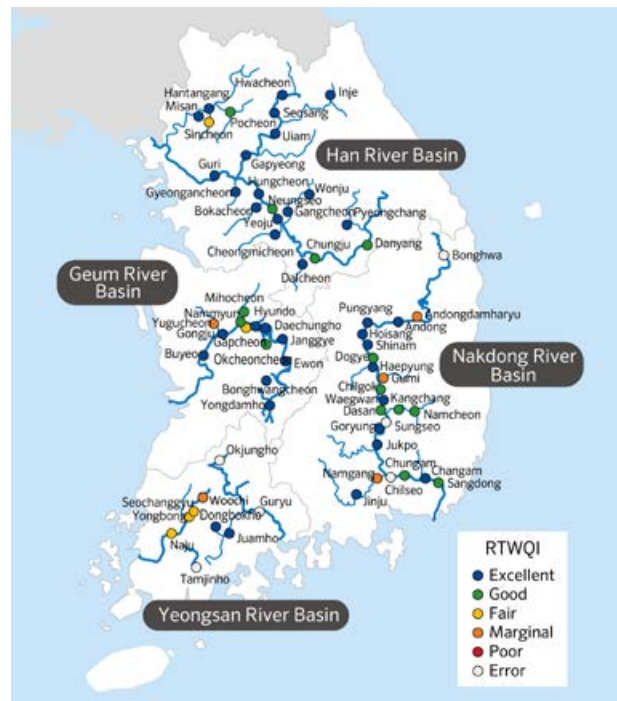 Hwacheon
Hantangang
Inje
Misan
Seosang
Pocheon
Sincheon
Uiam
Han River Basin
Guri
Gapyeong
Hungcheon
Wonju
Gyeongancheon
Neungseo
Bokacheon
Gangcheon
Pyeongchang
Yeoju
Chungju
Danyang
Cheongmicheon
Dalcheon
Bonghwa
Geum River
Basin
Mihocheon
Nammyun
Hyundo
Yugucheon
Daechungho
Gongju
Gapcheon
Janggye
Buyeo
Okcheoncheon
Ewon
Bonghwangcheon
Yongdamho
Pungyang
Andongdamharyu
Andong
Hoisang
Shinam
Nakdong River
Basin
Dogye
Haepyung
Gumi
Chilgok
Waegwan
Kangchang
Dasan
Namcheon
Goryung
Sungseo
Jukpo
Okjungho
Namgang
Chungam
Changam
Sangdong
Chilseo
Jinju
Seochanggyu
Woochi
Guryu
Yongbong
Dongbokho
Naju
Juamho
Tamjinho
Yeongsan River Basin
RTWQI
Excellent
Good
Fair
Marginal
Poor
Error